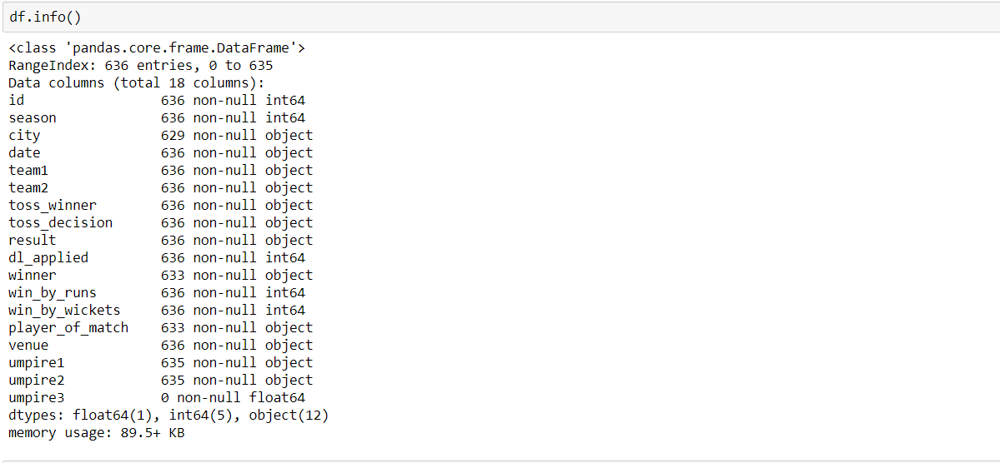 df.info()
<class 'pandas.core.frame.DataFrame'>
RangeIndex: 636 entries, 0 to 635
Data columns (total 18 columns):
id                 636 non-null int64
season             636 non-null int64
city               629 non-null object
date               636 non-null object
team1              636 non-null object
team2              636 non-null object
toss_winner        636 non-null object
toss_decision      636 non-null object
result             636 non-null object
dl_applied         636 non-null int64
winner             633 non-null object
win_by_runs        636 non-null int64
win_by_wickets     636 non-null int64
player_of_match    633 non-null object
venue              636 non-null object
umpire1            635 non-null object
umpire2            635 non-null object
umpire3            0 non-null float64
dtypes: float64(1), int64(5), object(12)
memory usage: 89.5+ KB